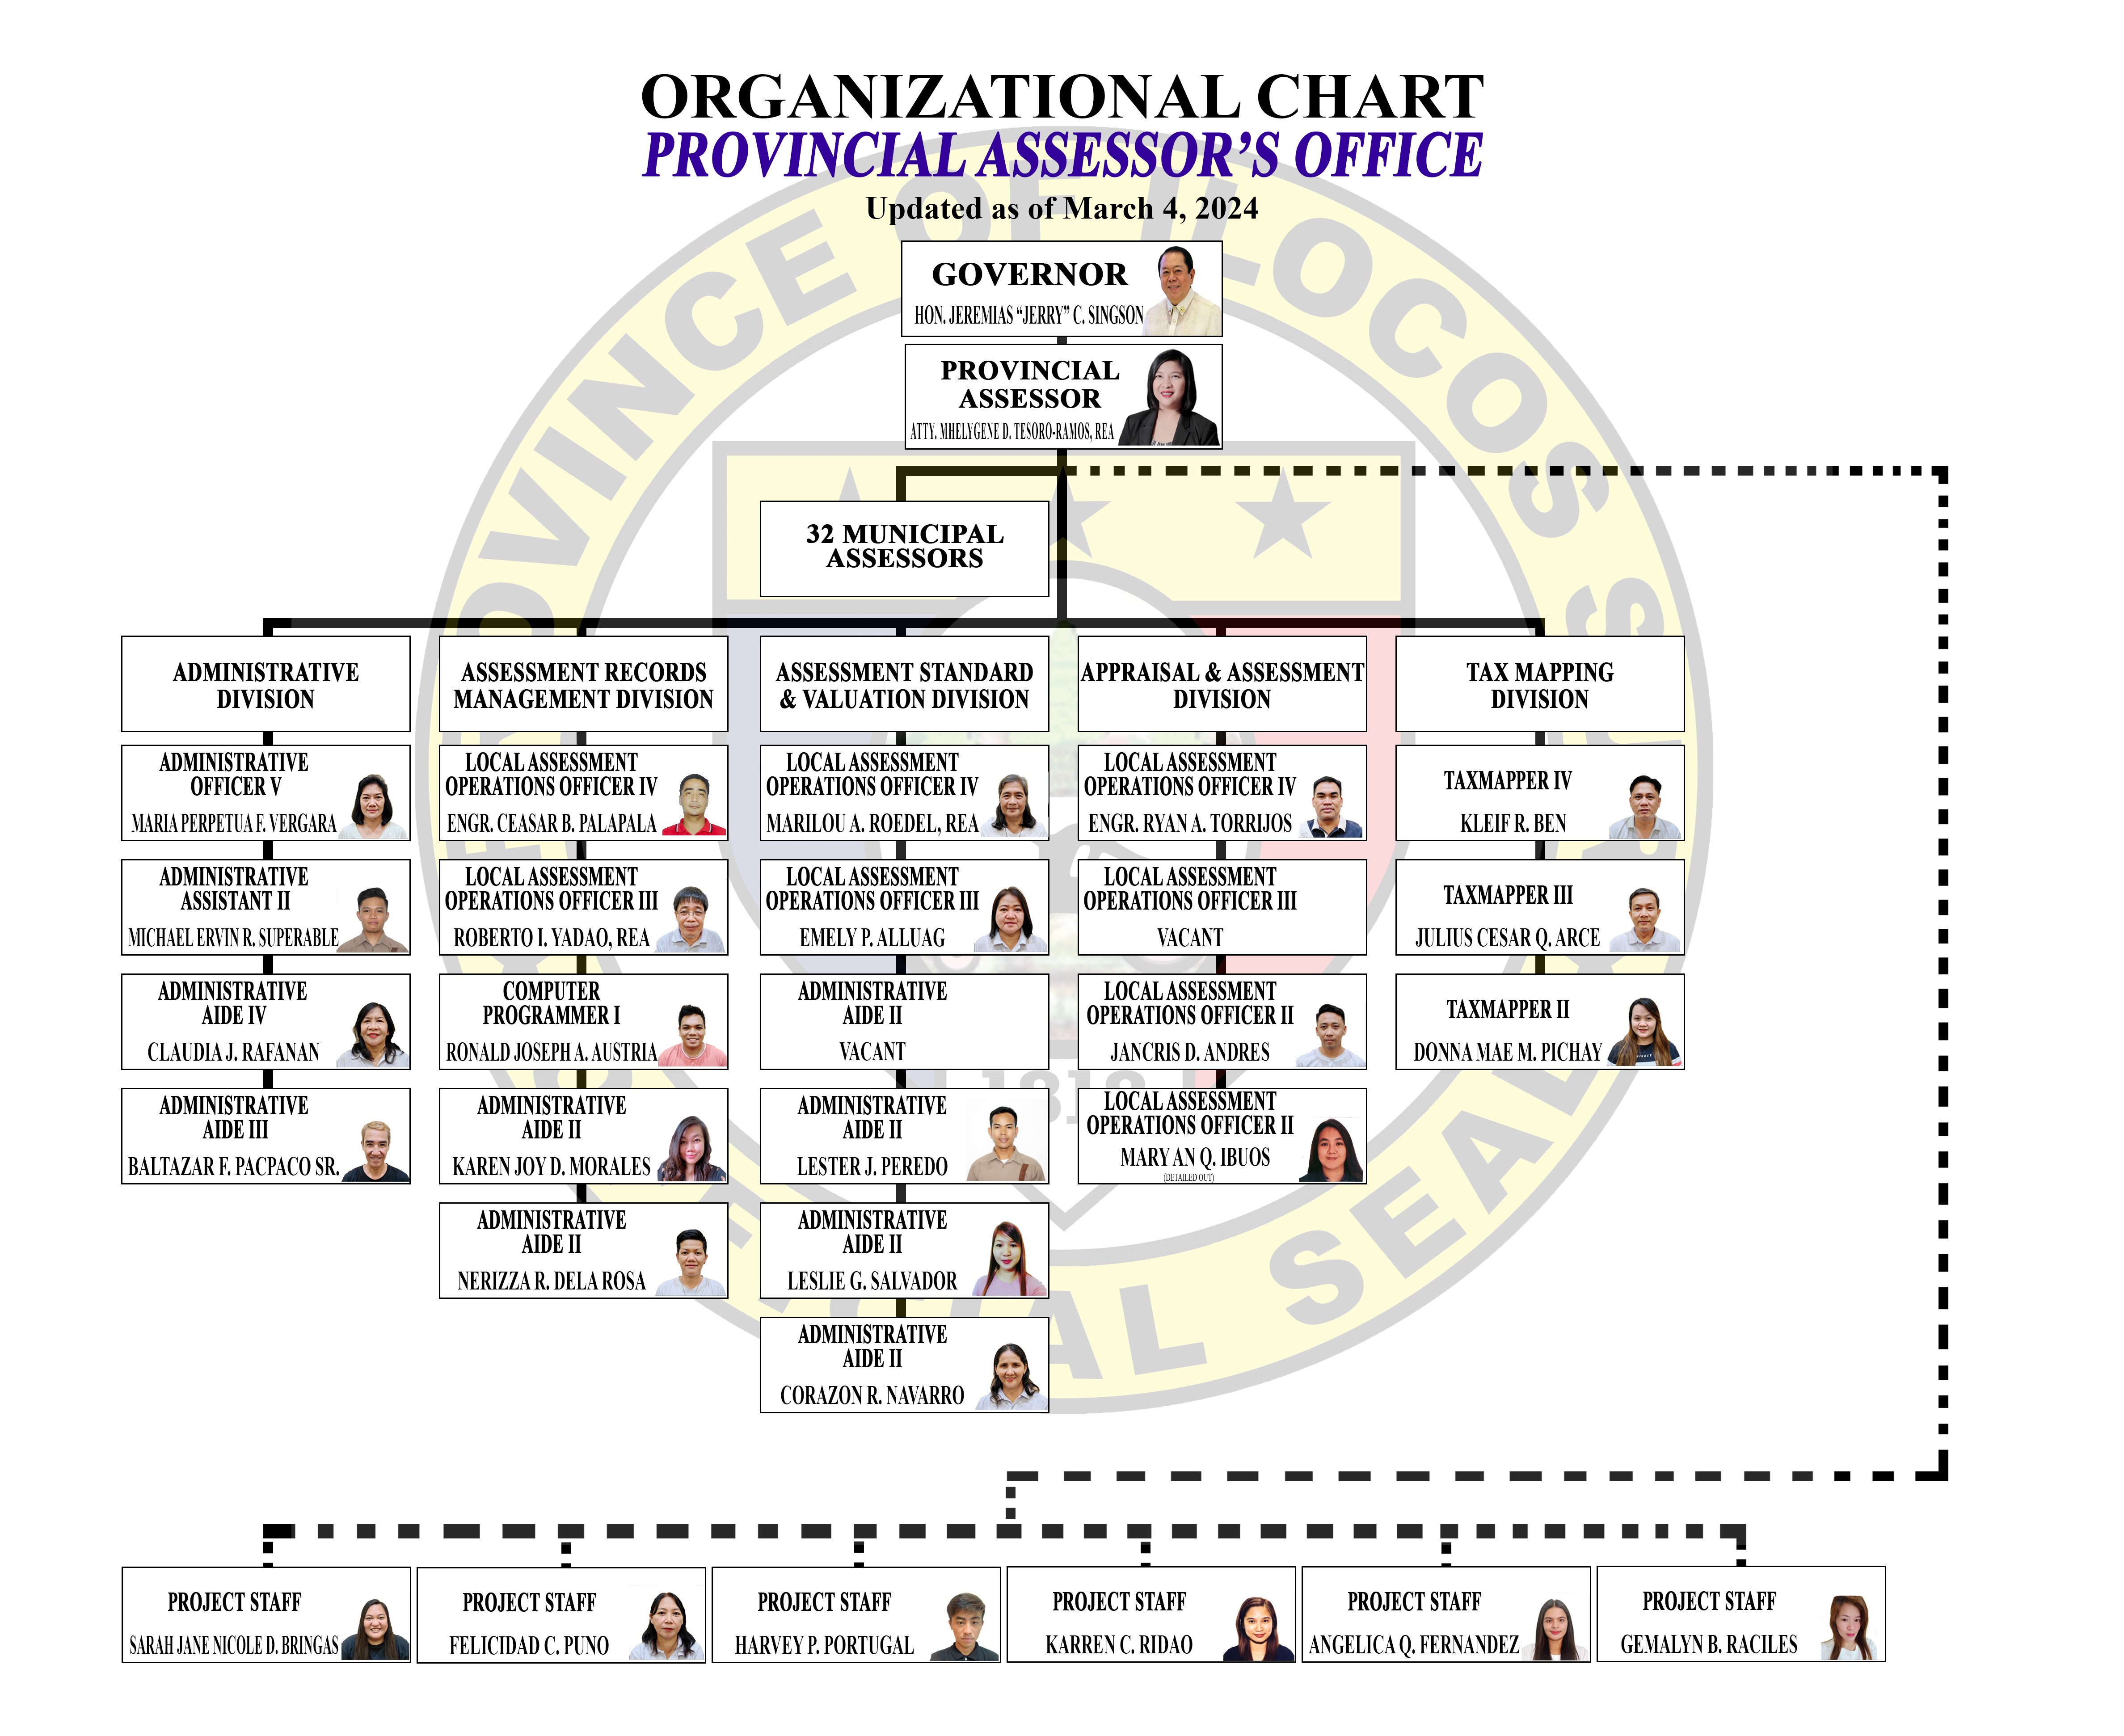 ORGANIZATIONAL CHART
PROVINCIAL ASSESSOR'S OFFICE
Updated as of March 4, 2024
GOVERNOR
HON. JEREMIAS “JERRY” C. SINGSON
PROVINCIAL
ASSESSOR
ATTY. MHELYGENE D. TESORO-RAMOS, REA
32 MUNICIPAL
ASSESSORS
ADMINISTRATIVE
DIVISION
ADMINISTRATIVE
OFFICER V
MARIA PERPETUA F. VERGARA
ADMINISTRATIVE
ASSISTANT II
MICHAEL ERVIN R. SUPERABLE
ADMINISTRATIVE
AIDE IV
CLAUDIA J. RAFANAN
ADMINISTRATIVE
AIDE III
BALTAZAR F. PACPACO SR.
ASSESSMENT RECORDS
MANAGEMENT DIVISION
LOCAL ASSESSMENT
OPERATIONS OFFICER IV
ENGR. CEASAR B. PALAPALA
LOCAL ASSESSMENT
OPERATIONS OFFICER III
ROBERTO I. YADAO, REA
COMPUTER
PROGRAMMER I
RONALD JOSEPH A. AUSTRIA
ADMINISTRATIVE
AIDE II
KAREN JOY D. MORALES
ADMINISTRATIVE
AIDE II
NERIZZA R. DELA ROSA
ASSESSMENT STANDARD
& VALUATION DIVISION
LOCAL ASSESSMENT
OPERATIONS OFFICER IV
MARILOU A. ROEDEL, REA
LOCAL ASSESSMENT
OPERATIONS OFFICER III
EMELY P. ALLUAG
ADMINISTRATIVE
AIDE II
VACANT
ADMINISTRATIVE
AIDE II
LESTER J. PEREDO
ADMINISTRATIVE
AIDE II
LESLIE G. SALVADOR
ADMINISTRATIVE
AIDE II
CORAZON R. NAVARRO
APPRAISAL & ASSESSMENT
DIVISION
LOCAL ASSESSMENT
OPERATIONS OFFICER IV
ENGR. RYAN A. TORRIJOS
LOCAL ASSESSMENT
OPERATIONS OFFICER III
VACANT
LOCAL ASSESSMENT
OPERATIONS OFFICER II
JANCRIS D. ANDRES
LOCAL ASSESSMENT
OPERATIONS OFFICER II
MARY AN Q. IBUOS
(DETAILED OUT)
TAX MAPPING
DIVISION
TAXMAPPER IV
KLEIF R. BEN
TAXMAPPER III
JULIUS CESAR Q. ARCE
TAXMAPPER II
DONNA MAE M. PICHAY
PROJECT STAFF
SARAH JANE NICOLE D. BRINGAS
PROJECT STAFF
FELICIDAD C. PUNO
PROJECT STAFF
HARVEY P. PORTUGAL
PROJECT STAFF
KARREN C. RIDAO
PROJECT STAFF
ANGELICA Q. FERNANDEZ
PROJECT STAFF
GEMALYN B. RACILES
PROVINCE OF ILOCOS SUR
SEAL